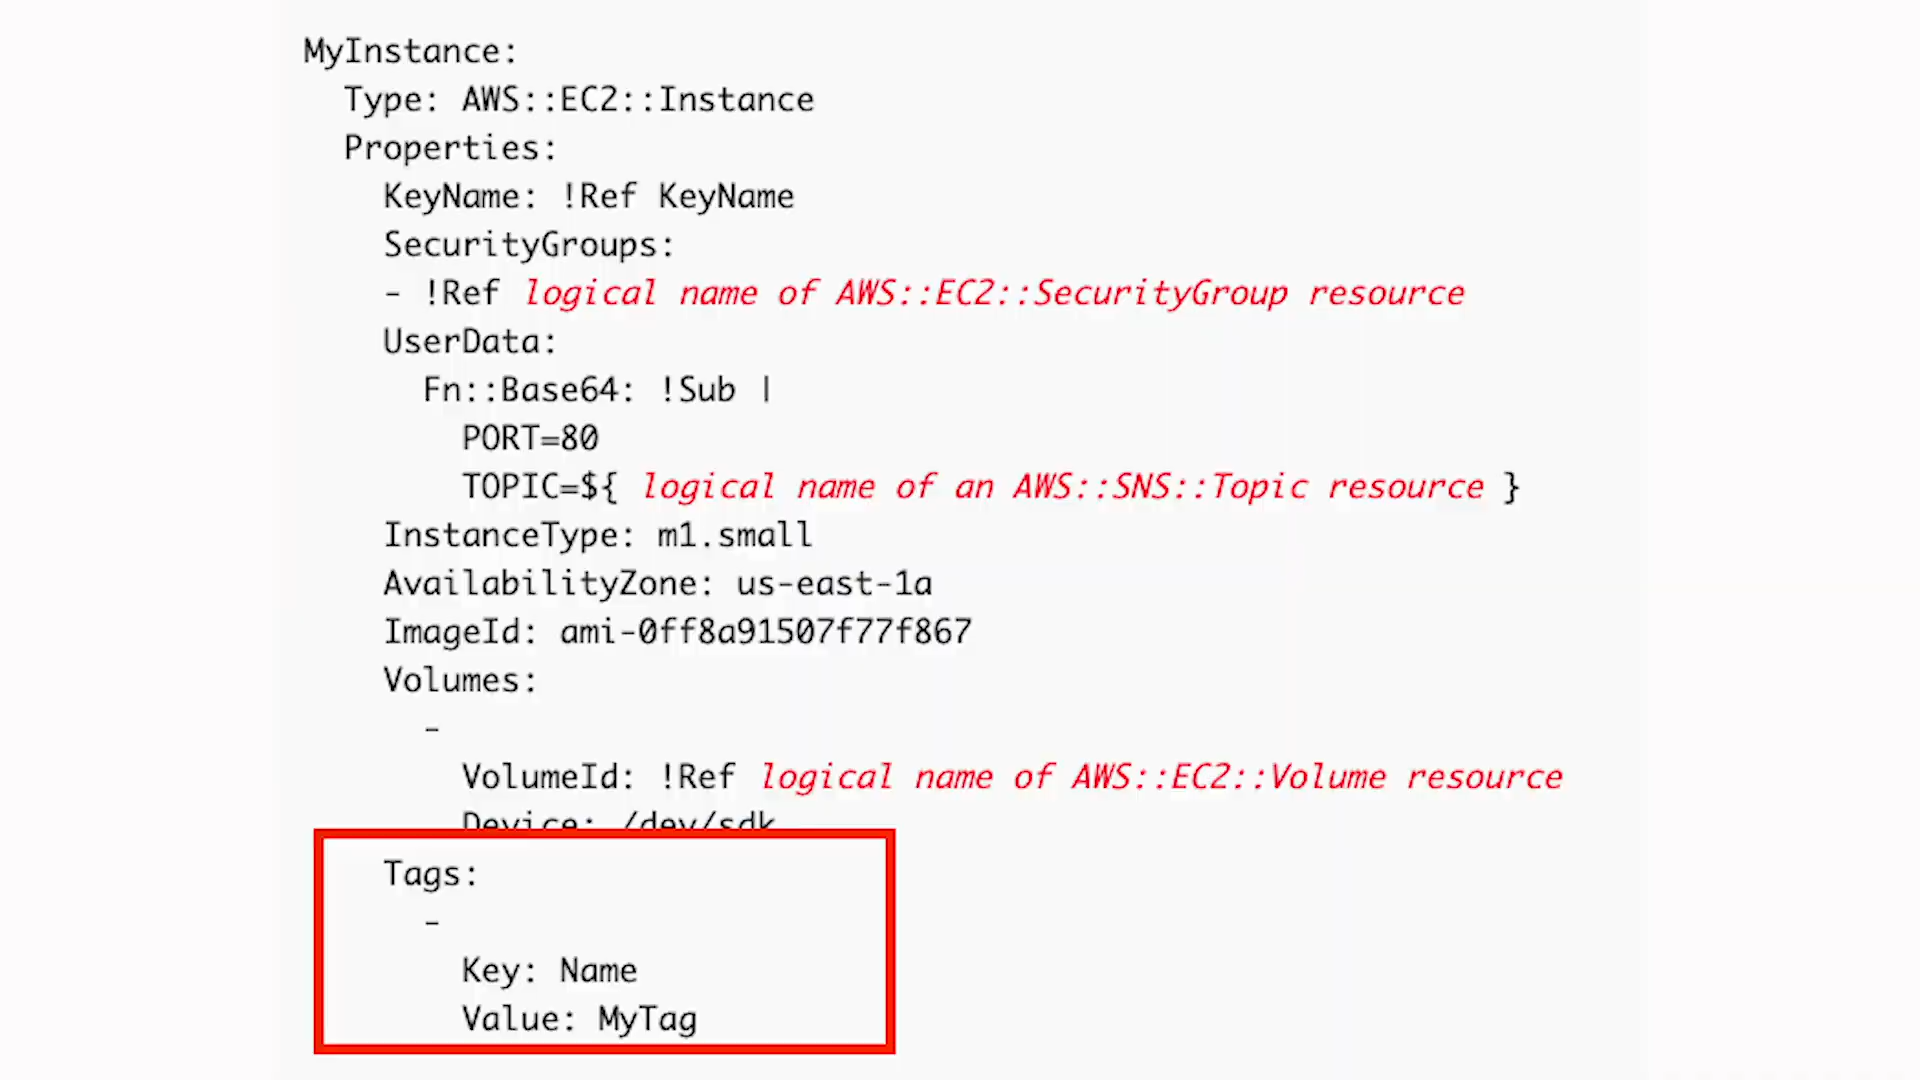 MyInstance:
Type: AWS::EC2::Instance
Properties:
KeyName: !Ref KeyName
SecurityGroups:
- !Ref logical name of AWS::EC2::SecurityGroup resource
UserData:
Fn::Base64: !Sub |
PORT=80
TOPIC=${ logical name of an AWS::SNS::Topic resource }
InstanceType: m1.small
AvailabilityZone: us-east-1a
ImageId: ami-0ff8a91507f77f867
Volumes:
-
VolumeId: !Ref logical name of AWS::EC2::Volume resource
Device: /dev/sdk
Tags:
-
Key: Name
Value: MyTag